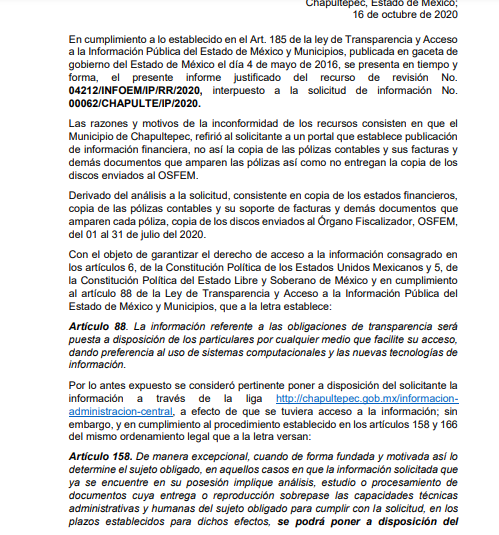 Chapultepec, Estado de México;
16 de octubre de 2020
En cumplimiento a lo establecido en el Art. 185 de la ley de Transparencia y Acceso
a la Información Pública del Estado de México y Municipios, publicada en gaceta de
gobierno del Estado de México el día 4 de mayo de 2016, se presenta en tiempo y
forma, el presente informe justificado del recurso de revisión No.
04212/INFOEM/IP/RR/2020, interpuesto a la solicitud de información No.
00062/CHAPULTE/IP/2020.
Las razones y motivos de la inconformidad de los recursos consisten en que el
Municipio de Chapultepec, refirió al solicitante a un portal que establece publicación
de información financiera, no así la copia de las pólizas contables y sus facturas y
demás documentos que amparen las pólizas así como no entregan la copia de los
discos enviados al OSFEM.
Derivado del análisis a la solicitud, consistente en copia de los estados financieros,
copia de las pólizas contables y su soporte de facturas y demás documentos que
amparen cada póliza, copia de los discos enviados al Órgano Fiscalizador, OSFEM,
del 01 al 31 de julio del 2020.
Con el objeto de garantizar el derecho de acceso a la información consagrado en
los artículos 6, de la Constitución Política de los Estados Unidos Mexicanos y 5, de
la Constitución Política del Estado Libre y Soberano de México y en cumplimiento
al artículo 88 de la Ley de Transparencia y Acceso a la Información Pública del
Estado de México y Municipios, que a la letra establece:
Artículo 88. La información referente a las obligaciones de transparencia será
puesta a disposición de los particulares por cualquier medio que facilite su acceso,
dando preferencia al uso de sistemas computacionales y las nuevas tecnologías de
información.
Por lo antes expuesto se consideró pertinente poner a disposición del solicitante la
información a través de la liga http://chapultepec.gob.mx/informacion-
administracion-central, a efecto de que se tuviera acceso a la información; sin
embargo, y en cumplimiento al procedimiento establecido en los artículos 158 y 166
del mismo ordenamiento legal que a la letra versan:
Artículo 158. De manera excepcional, cuando de forma fundada y motivada así lo
determine el sujeto obligado, en aquellos casos en que la información solicitada que
ya se encuentre en su posesión implique análisis, estudio o procesamiento de
documentos cuya entrega o reproducción sobrepase las capacidades técnicas
administrativas y humanas del sujeto obligado para cumplir con la solicitud, en los
plazos establecidos para dichos efectos, se podrá poner a disposición del